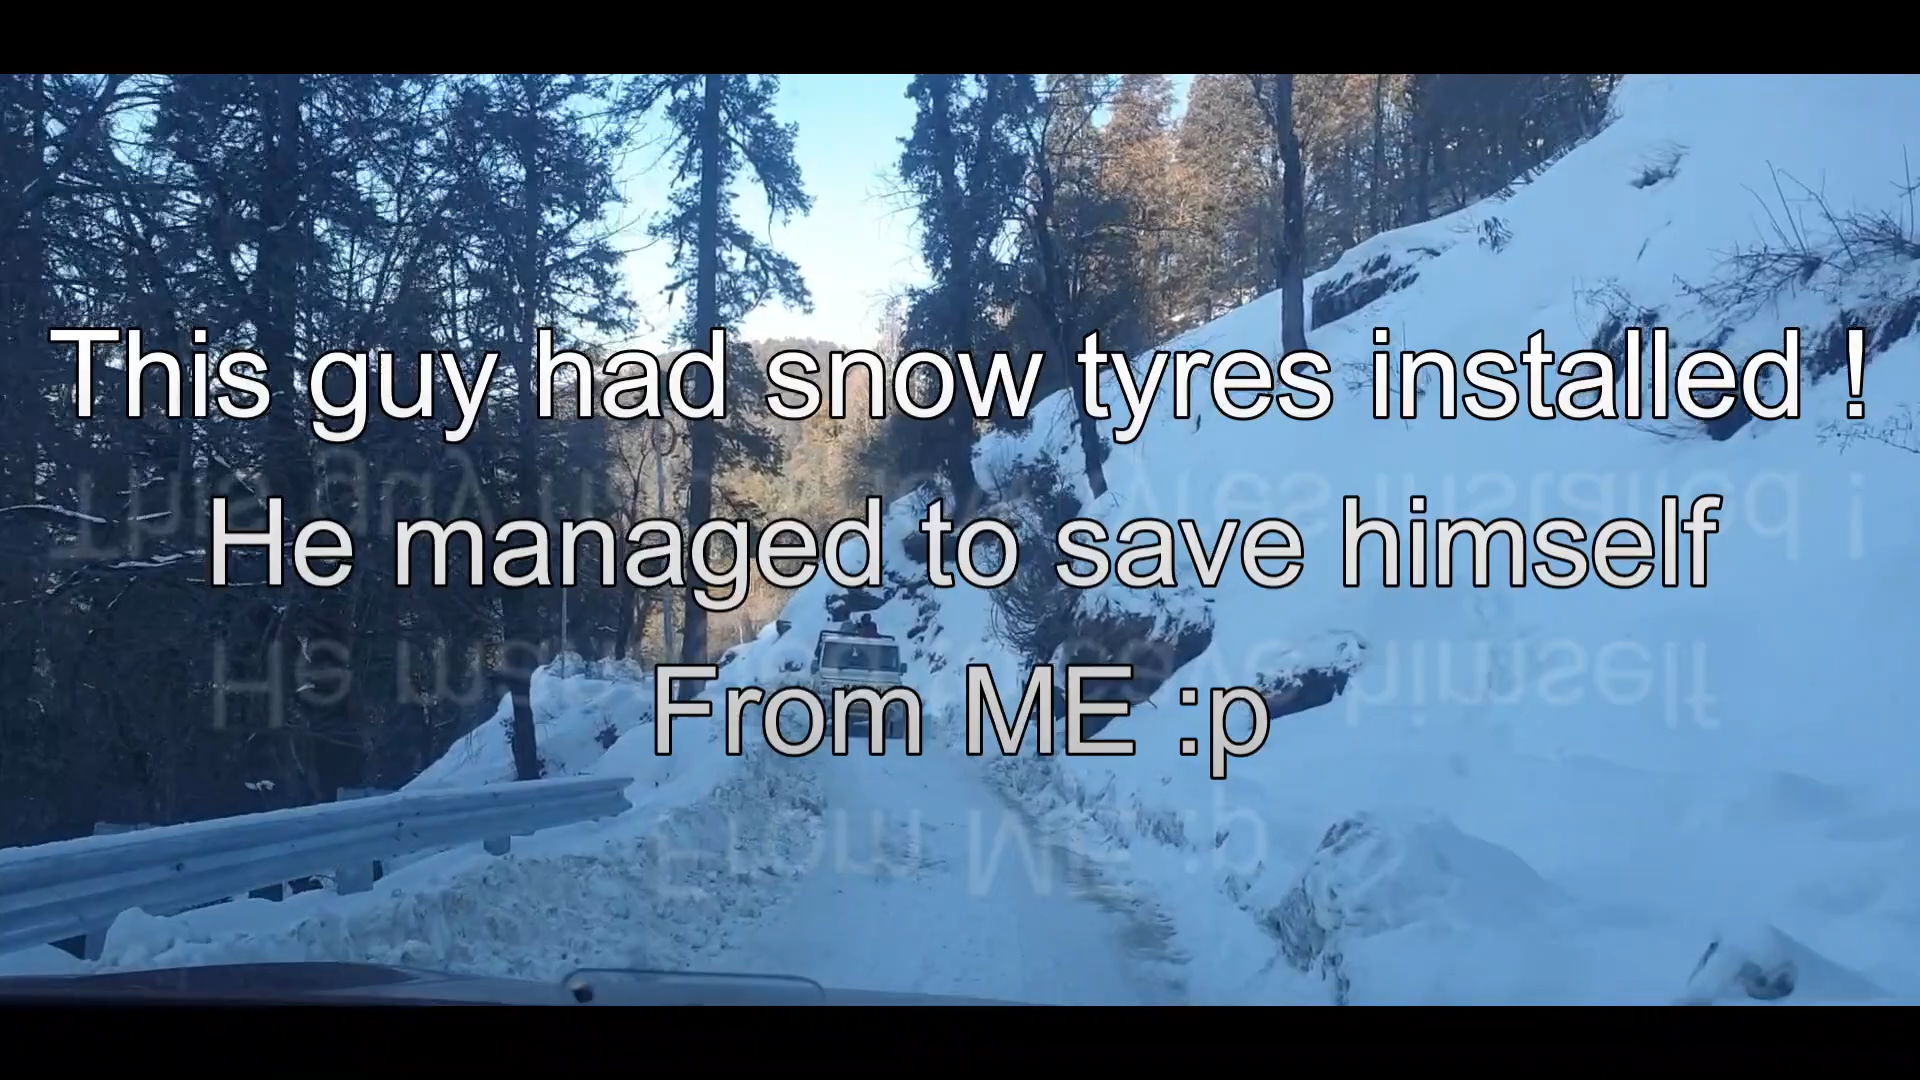 This guy had snow tyres installed !
He managed to save himself
From ME :p